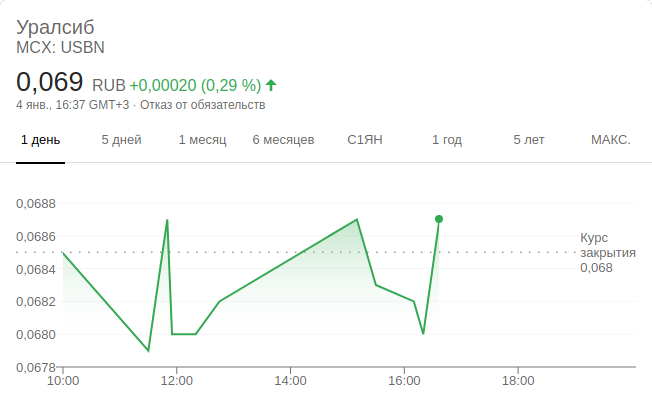 Уралсиб
MCX: USBN
0,069 RUB +0,00020 (0,29 %)
4 янв., 16:37 GMT+3 · Отказ от обязательств
1 день 5 дней 1 месяц 6 месяцев С1ЯН 1 год 5 лет МАКС.
0,0688
0,0686
Курс
закрытия
0,068
0,0684
0,0682
0,0680
0,0678
10:00 12:00 14:00 16:00 18:00